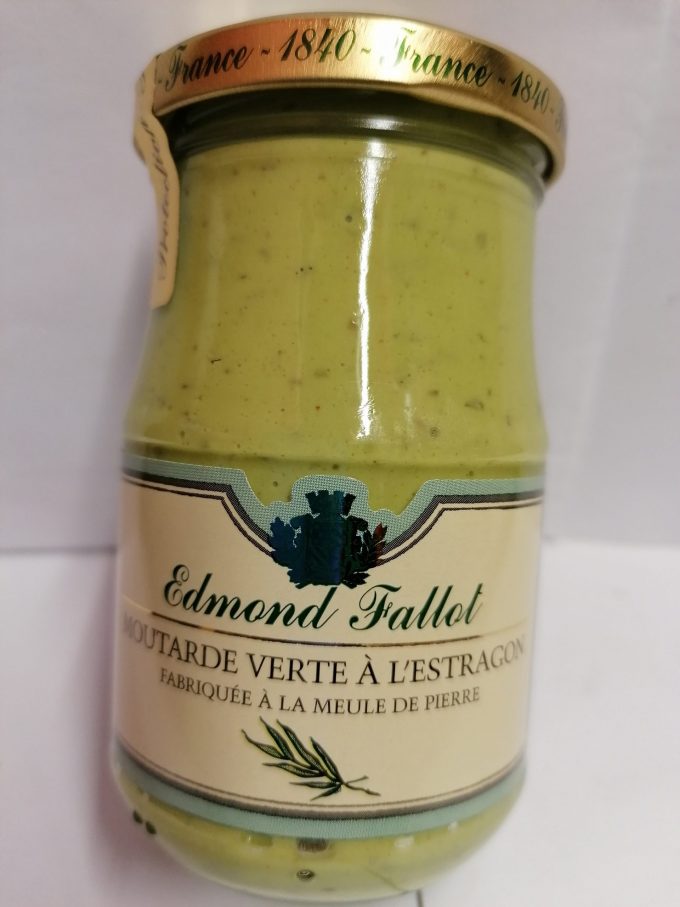 France - 1840 - France - 1840 -
Edmond Fallot
MOUTARDE VERTE À L'ESTRAGON
FABRIQUÉE À LA MEULE DE PIERRE